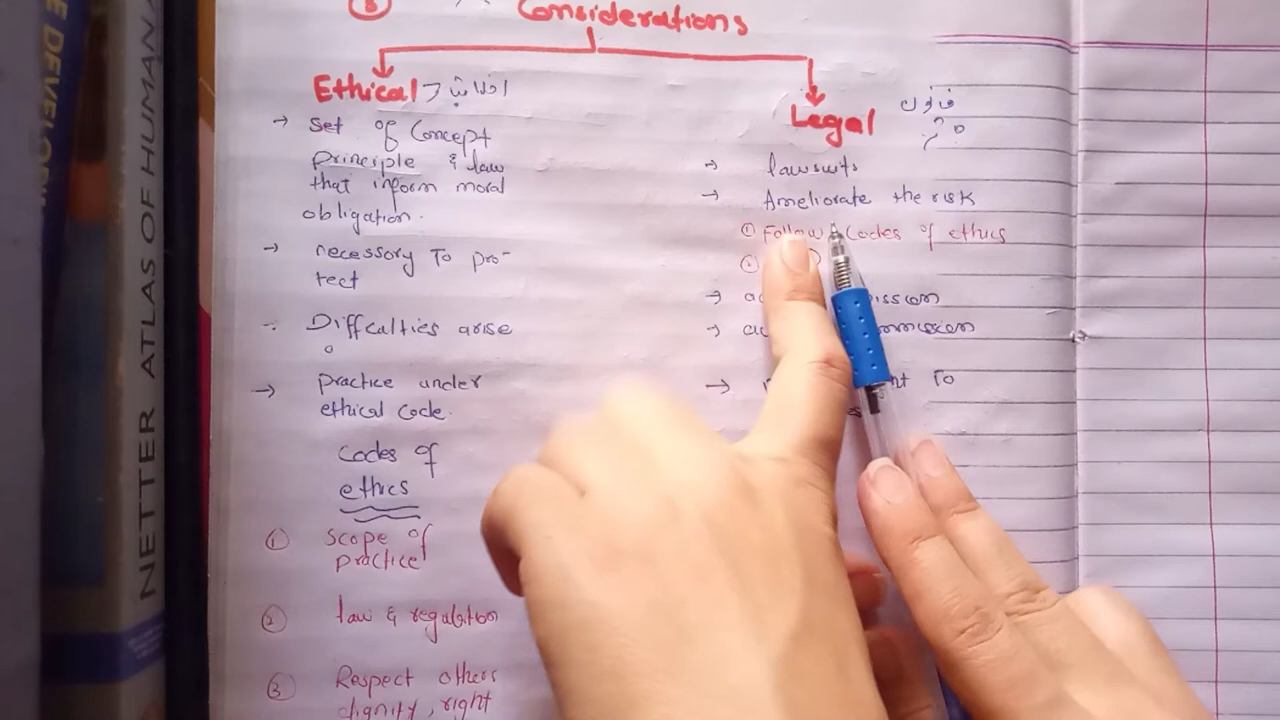 Considerations
Ethical
Set of Concept
principle & law
that inform moral
obligation.
necessary To pro-
tect
Difficulties arise
practice under
ethical code.
Codes of
ethics
① Scope of
practice
② law & regulation
③ Respect others
dignity, right
Legal
lawsuits
Ameliorate the risk
① Follow codes of ethics
To
NETTER ATLAS OF HUMAN